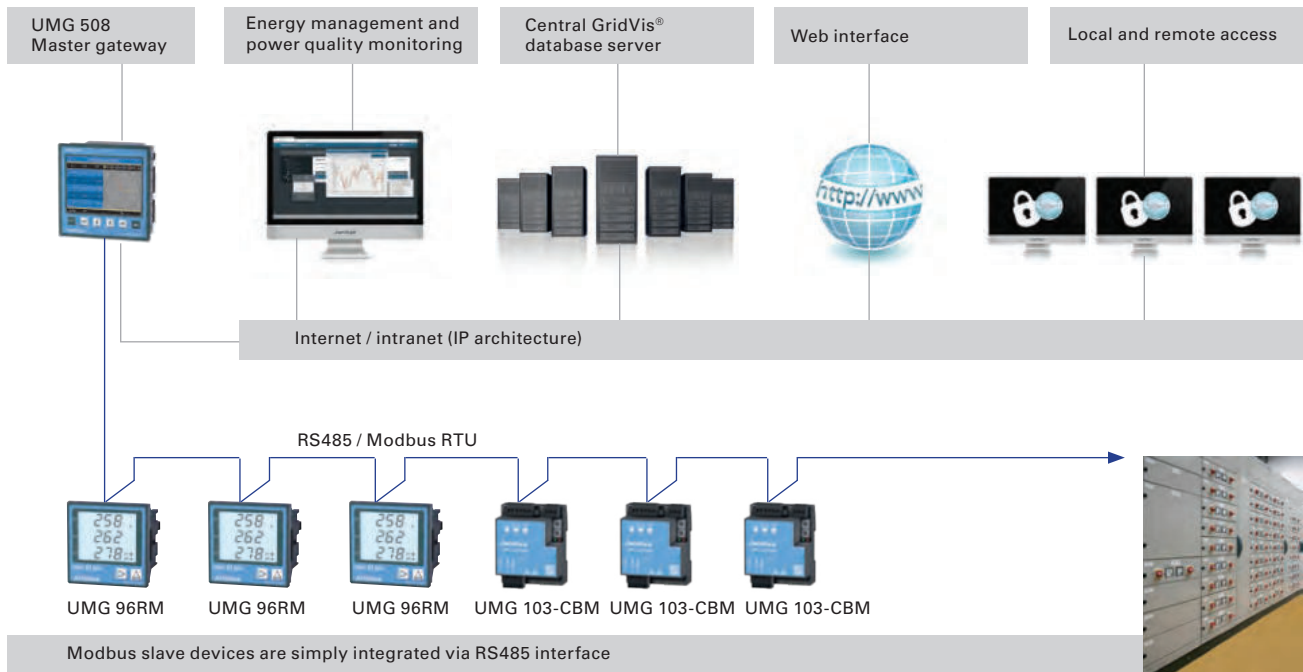 UMG 508
Master gateway
Energy management and
power quality monitoring
Central GridVis®
database server
Web interface
Local and remote access
http://www
Internet / intranet (IP architecture)
RS485 / Modbus RTU
258
262
278
258
262
278
258
262
278
UMG 96RM
UMG 96RM
UMG 96RM
UMG 103-CBM
UMG 103-CBM
UMG 103-CBM
Modbus slave devices are simply integrated via RS485 interface